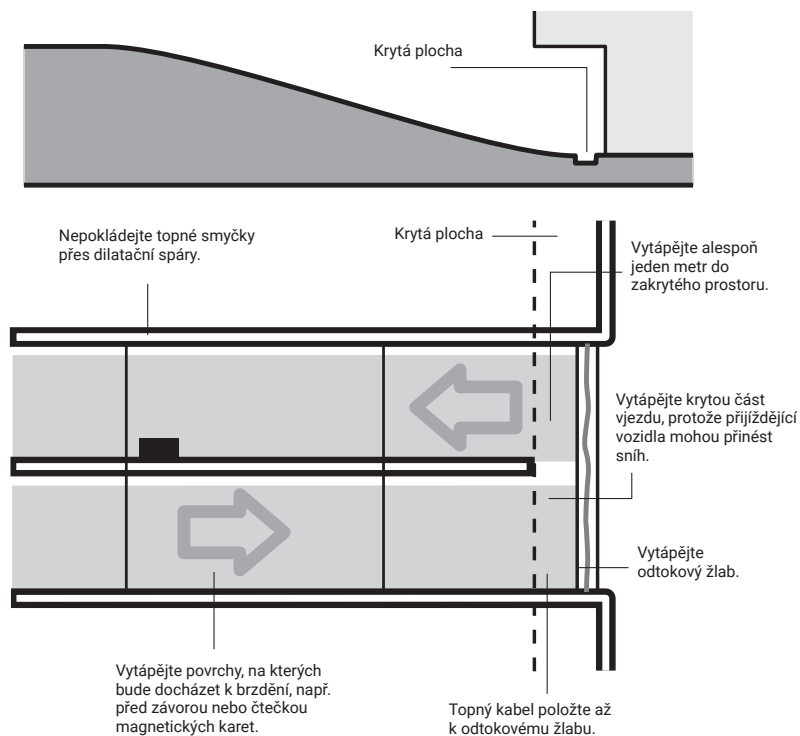 Krytá plocha
Nepokládejte topné smyčky
přes dilatační spáry.
Krytá plocha
Vytápějte alespoň
jeden metr do
zakrytého prostoru.
Vytápějte krytou část
vjezdu, protože přijíždějící
vozidla mohou přinést
sníh.
Vytápějte
odtokový žlab.
Vytápějte povrchy, na kterých
bude docházet k brzdění, např.
před závorou nebo čtečkou
magnetických karet.
Topný kabel položte až
k odtokovému žlabu.